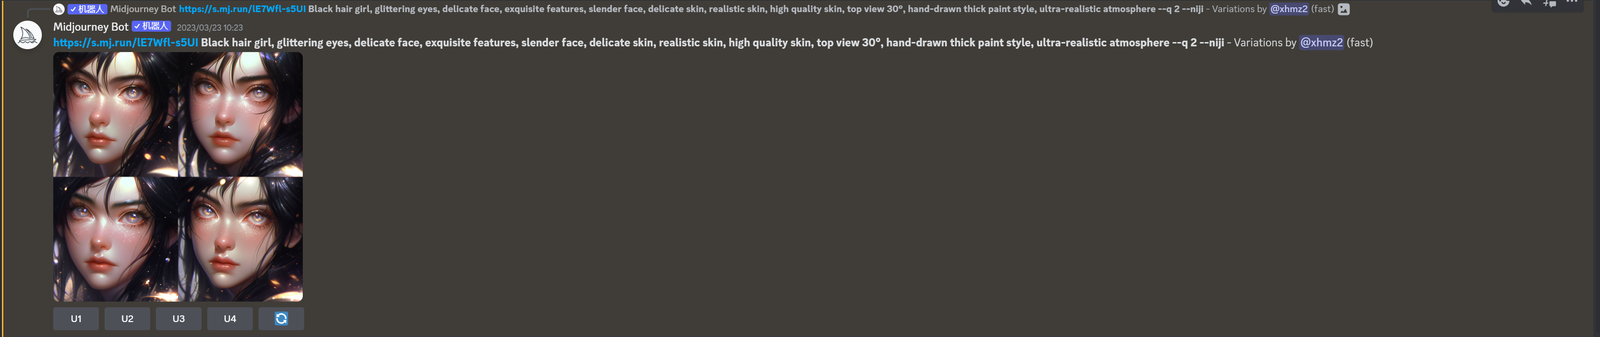 ✓机器人 Midjourney Bot https://s.mj.run/lE7Wfl-s5UI Black hair girl, glittering eyes, delicate face, exquisite features, slender face, delicate skin, realistic skin, high quality skin, top view 30°, hand-drawn thick paint style, ultra-realistic atmosphere --q 2 --niji - Variations by @xhmz2 (fast)
Midjourney Bot ✓机器人 2023/03/23 10:23
https://s.mj.run/lE7Wfl-s5UI Black hair girl, glittering eyes, delicate face, exquisite features, slender face, delicate skin, realistic skin, high quality skin, top view 30°, hand-drawn thick paint style, ultra-realistic atmosphere --q 2 --niji - Variations by @xhmz2 (fast)
U1 U2 U3 U4